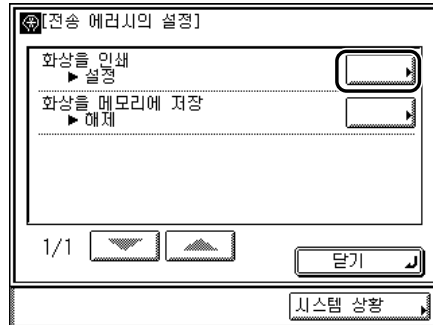 [전송 에러시의 설정]
화상을 인쇄
▶ 설정
화상을 메모리에 저장
▶ 해제
1/1
닫기
시스템 상황